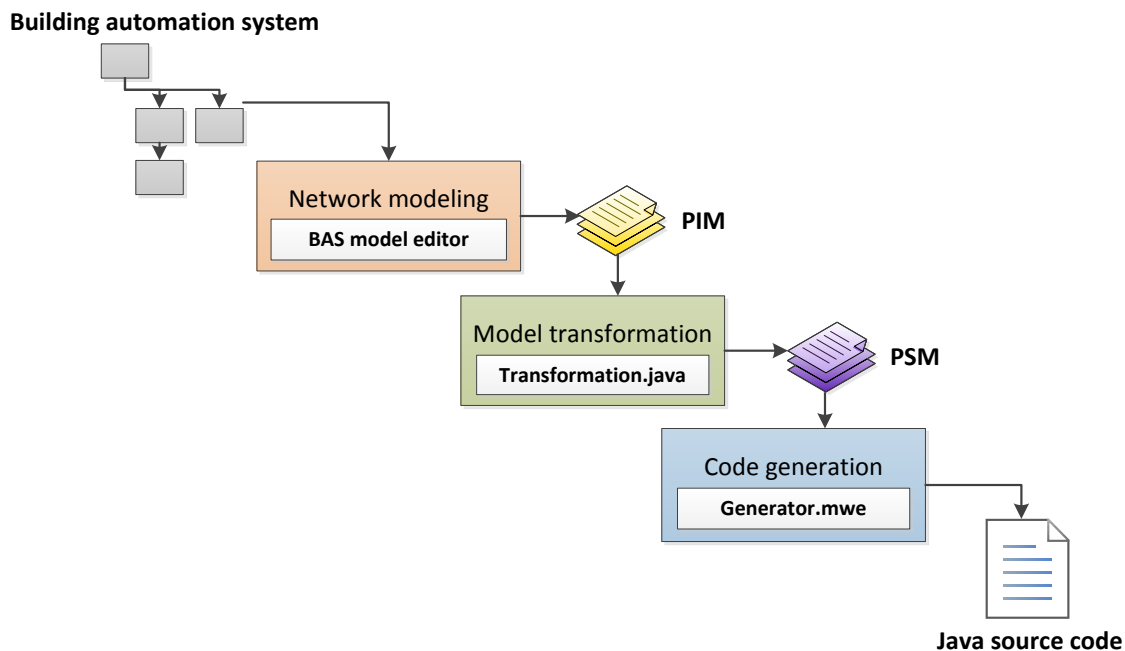 Building automation system
Network modeling
BAS model editor
PIM
Model transformation
Transformation.java
PSM
Code generation
Generator.mwe
Java source code